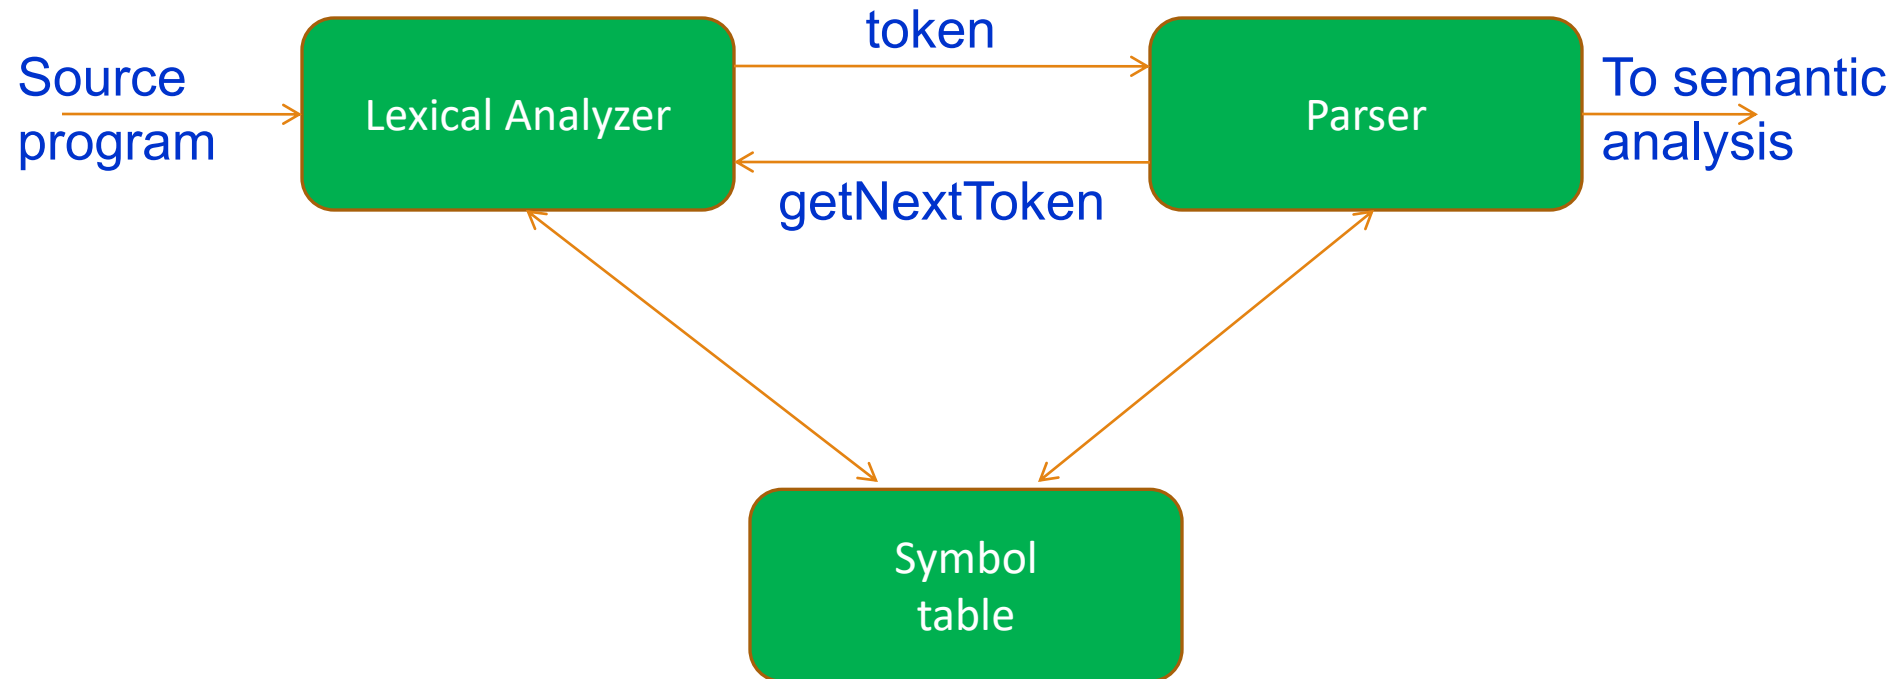 Source
program
Lexical Analyzer
token
getNextToken
Parser
To semantic
analysis
Symbol
table